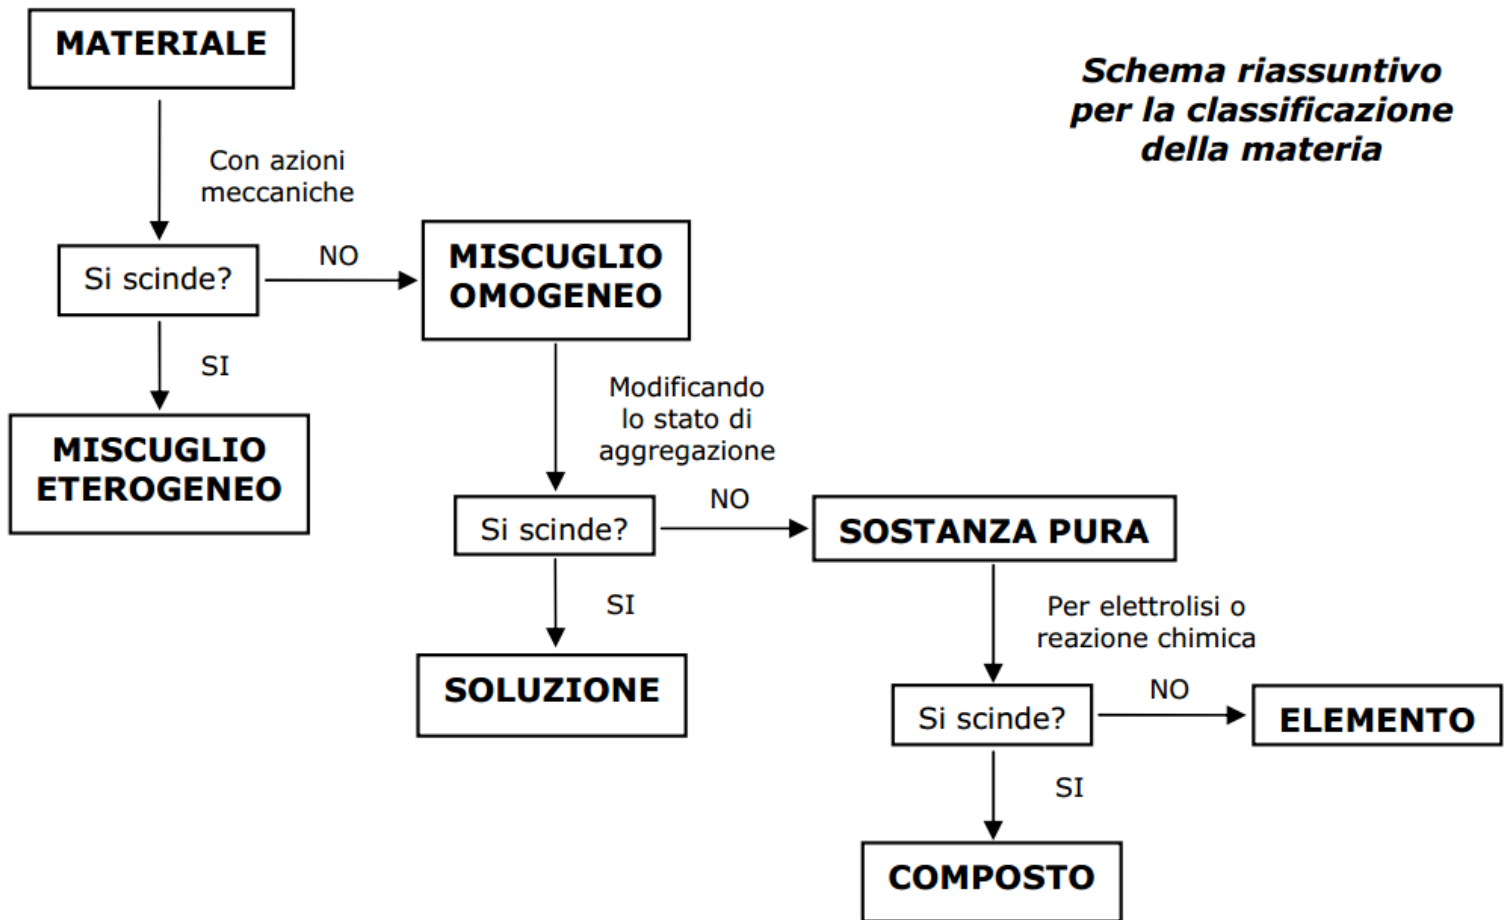 MATERIALE
Schema riassuntivo
per la classificazione
della materia
Con azioni
meccaniche
Si scinde?
NO
MISCUGLIO
OMOGENEO
SI
MISCUGLIO
ETEROGENEO
Modificando
lo stato di
aggregazione
Si scinde?
NO
SOSTANZA PURA
SI
SOLUZIONE
Per elettrolisi o
reazione chimica
Si scinde?
NO
ELEMENTO
SI
COMPOSTO